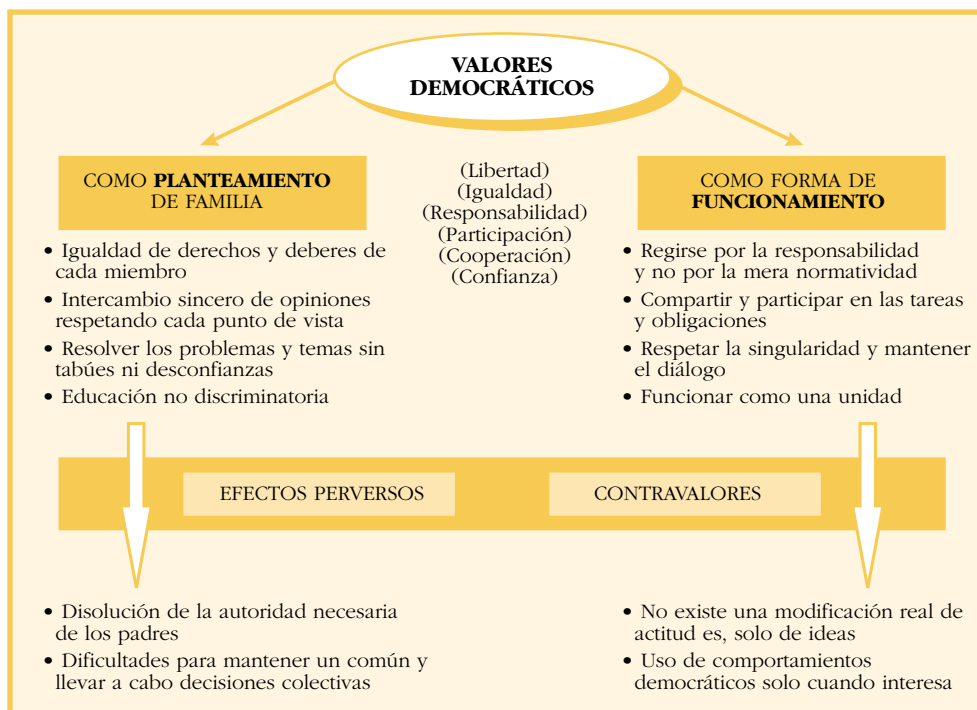 VALORES
DEMOCRÁTICOS
COMO PLANTEAMIENTO
DE FAMILIA
• Igualdad de derechos y deberes de
cada miembro
• Intercambio sincero de opiniones
respetando cada punto de vista
• Resolver los problemas y temas sin
tabúes ni desconfianzas
• Educación no discriminatoria
(Libertad)
(Igualdad)
(Responsabilidad)
(Participación)
(Cooperación)
(Confianza)
COMO FORMA DE
FUNCIONAMIENTO
• Regirse por la responsabilidad
y no por la mera normatividad
• Compartir y participar en las tareas
y obligaciones
• Respetar la singularidad y mantener
el diálogo
• Funcionar como una unidad
EFECTOS PERVERSOS
CONTRAVALORES
• Disolución de la autoridad necesaria
de los padres
• Dificultades para mantener un común y
llevar a cabo decisiones colectivas
• No existe una modificación real de
actitud es, solo de ideas
• Uso de comportamientos
democráticos solo cuando interesa